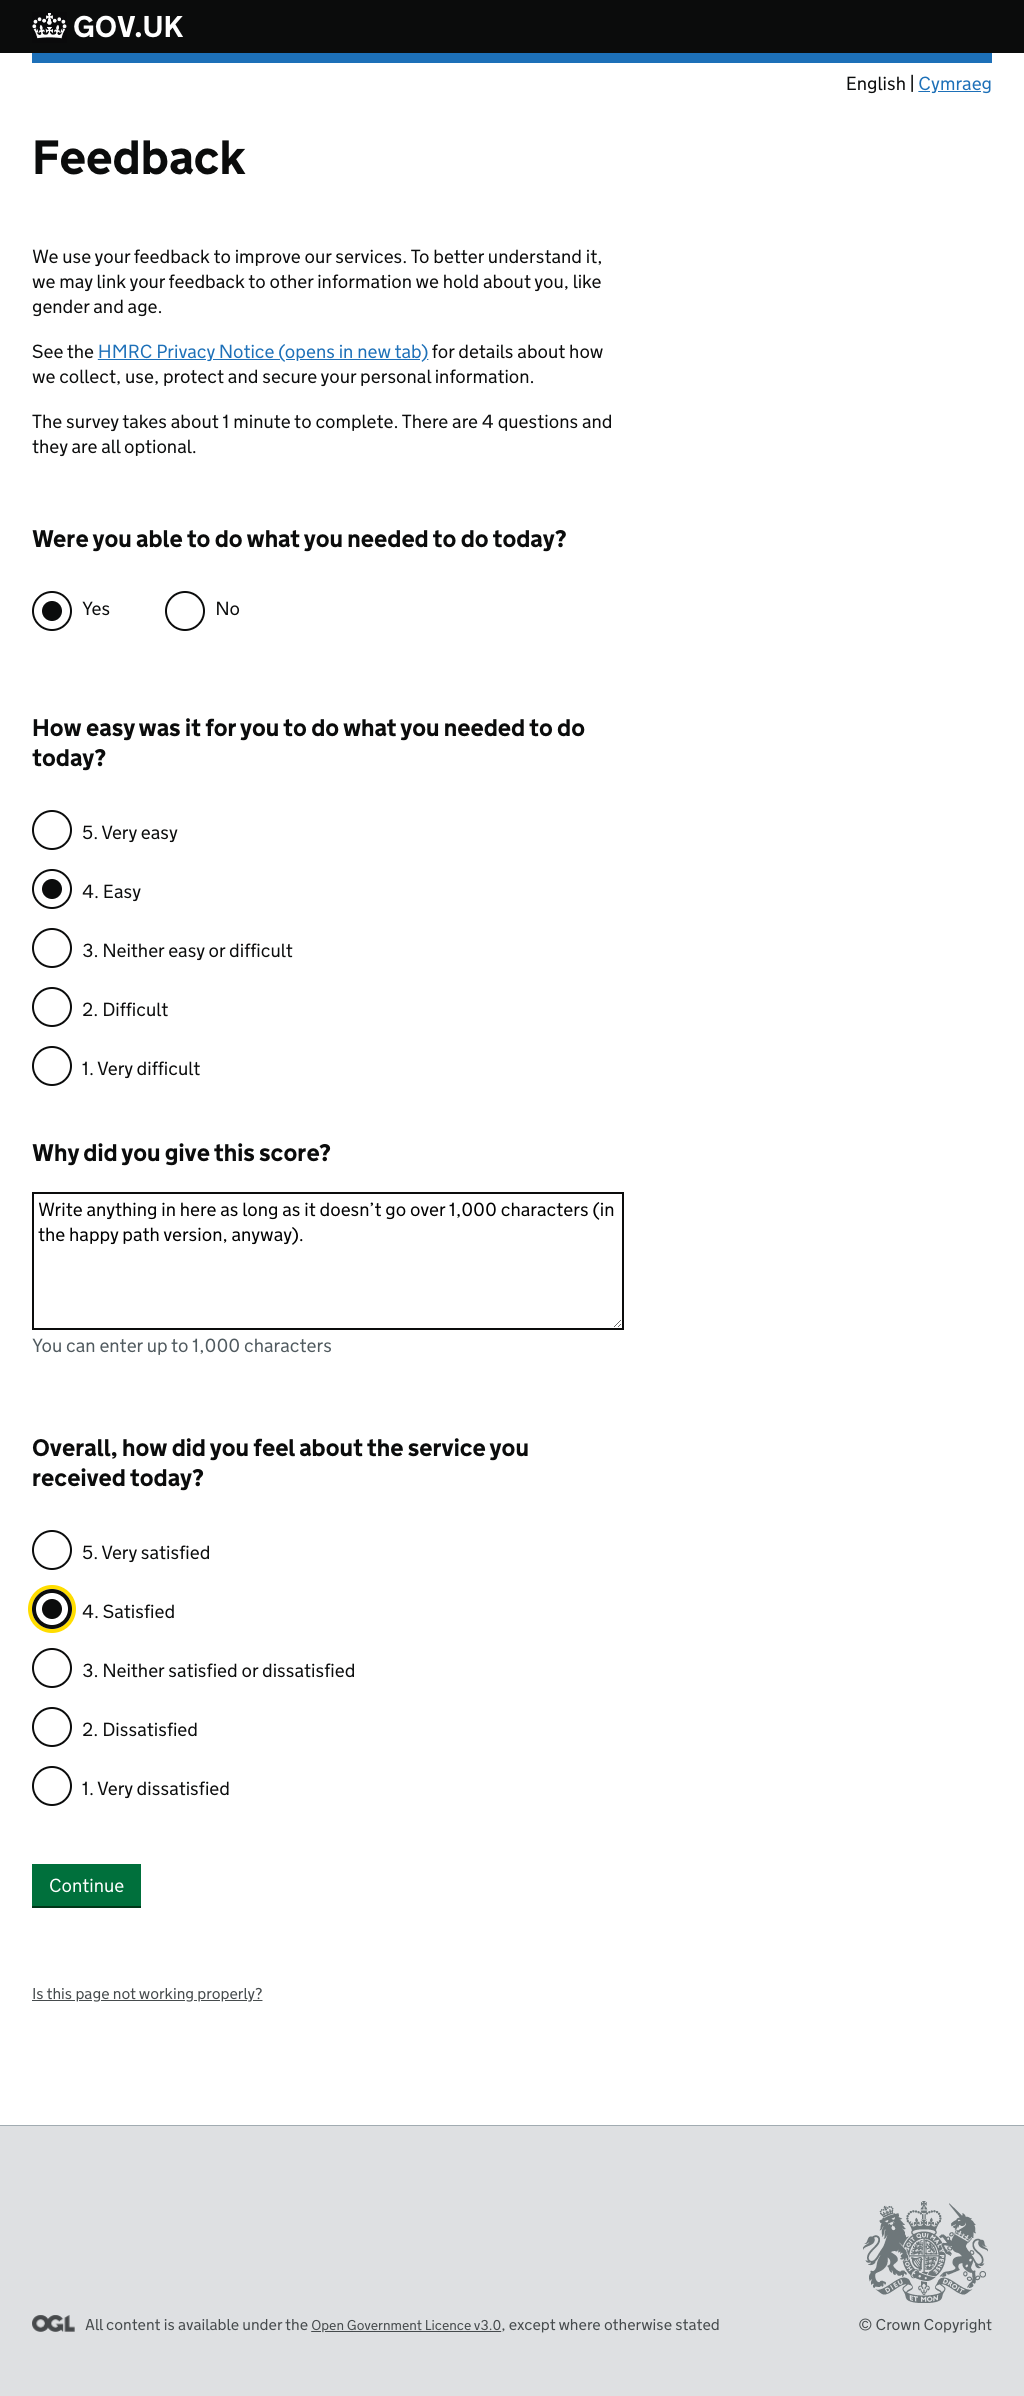 GOV.UK
English | Cymraeg
Feedback
We use your feedback to improve our services. To better understand it,
we may link your feedback to other information we hold about you, like
gender and age.
See the HMRC Privacy Notice (opens in new tab) for details about how
we collect, use, protect and secure your personal information.
The survey takes about 1 minute to complete. There are 4 questions and
they are all optional.
Were you able to do what you needed to do today?
Yes No
How easy was it for you to do what you needed to do
today?
5. Very easy
4. Easy
3. Neither easy or difficult
2. Difficult
1. Very difficult
Why did you give this score?
Write anything in here as long as it doesn’t go over 1,000 characters (in
the happy path version, anyway).
You can enter up to 1,000 characters
Overall, how did you feel about the service you
received today?
5. Very satisfied
4. Satisfied
3. Neither satisfied or dissatisfied
2. Dissatisfied
1. Very dissatisfied
Continue
Is this page not working properly?
DIEU ET MON DROIT
OGL All content is available under the Open Government Licence v3.0, except where otherwise stated
© Crown Copyright